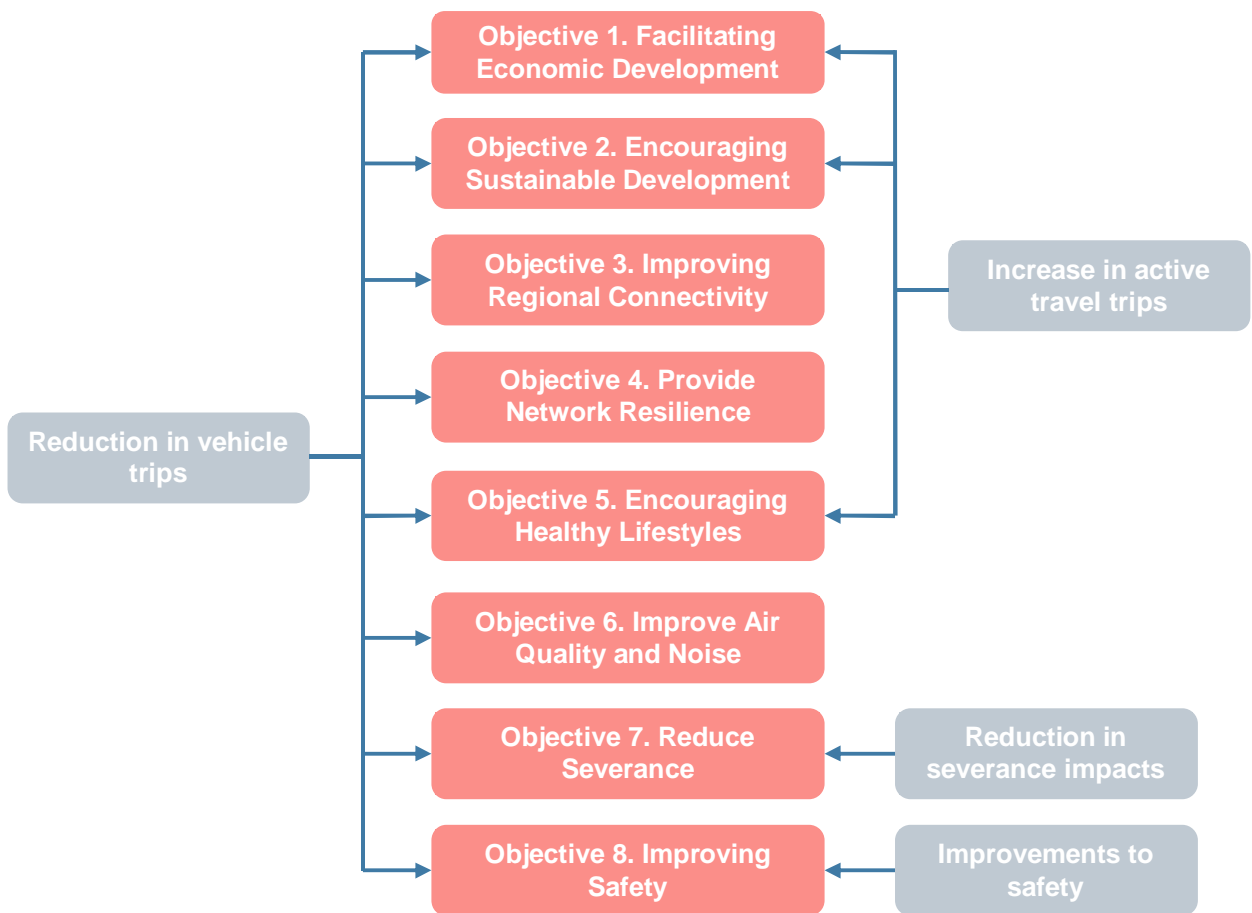 Objective 1. Facilitating
Economic Development
Objective 2. Encouraging
Sustainable Development
Objective 3. Improving
Regional Connectivity
Increase in active
travel trips
Objective 4. Provide
Network Resilience
Reduction in vehicle
trips
Objective 5. Encouraging
Healthy Lifestyles
Objective 6. Improve Air
Quality and Noise
Objective 7. Reduce
Severance
Reduction in
severance impacts
Objective 8. Improving
Safety
Improvements to
safety